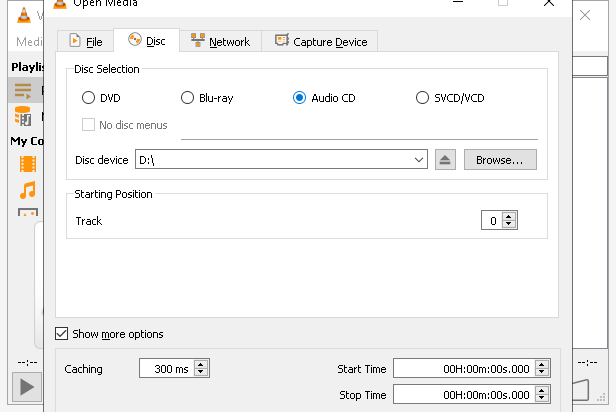 Open Media
Medi
File
Disc
Network
Capture Device
Playlis
Disc Selection
DVD
Blu-ray
Audio CD
SVCD/VCD
No disc menus
My Co
Disc device
D:\
Browse...
Starting Position
Track
0
Show more options
--:--
--:--
Caching
300 ms
Start Time
00H:00m:00s.000
Stop Time
00H:00m:00s.000